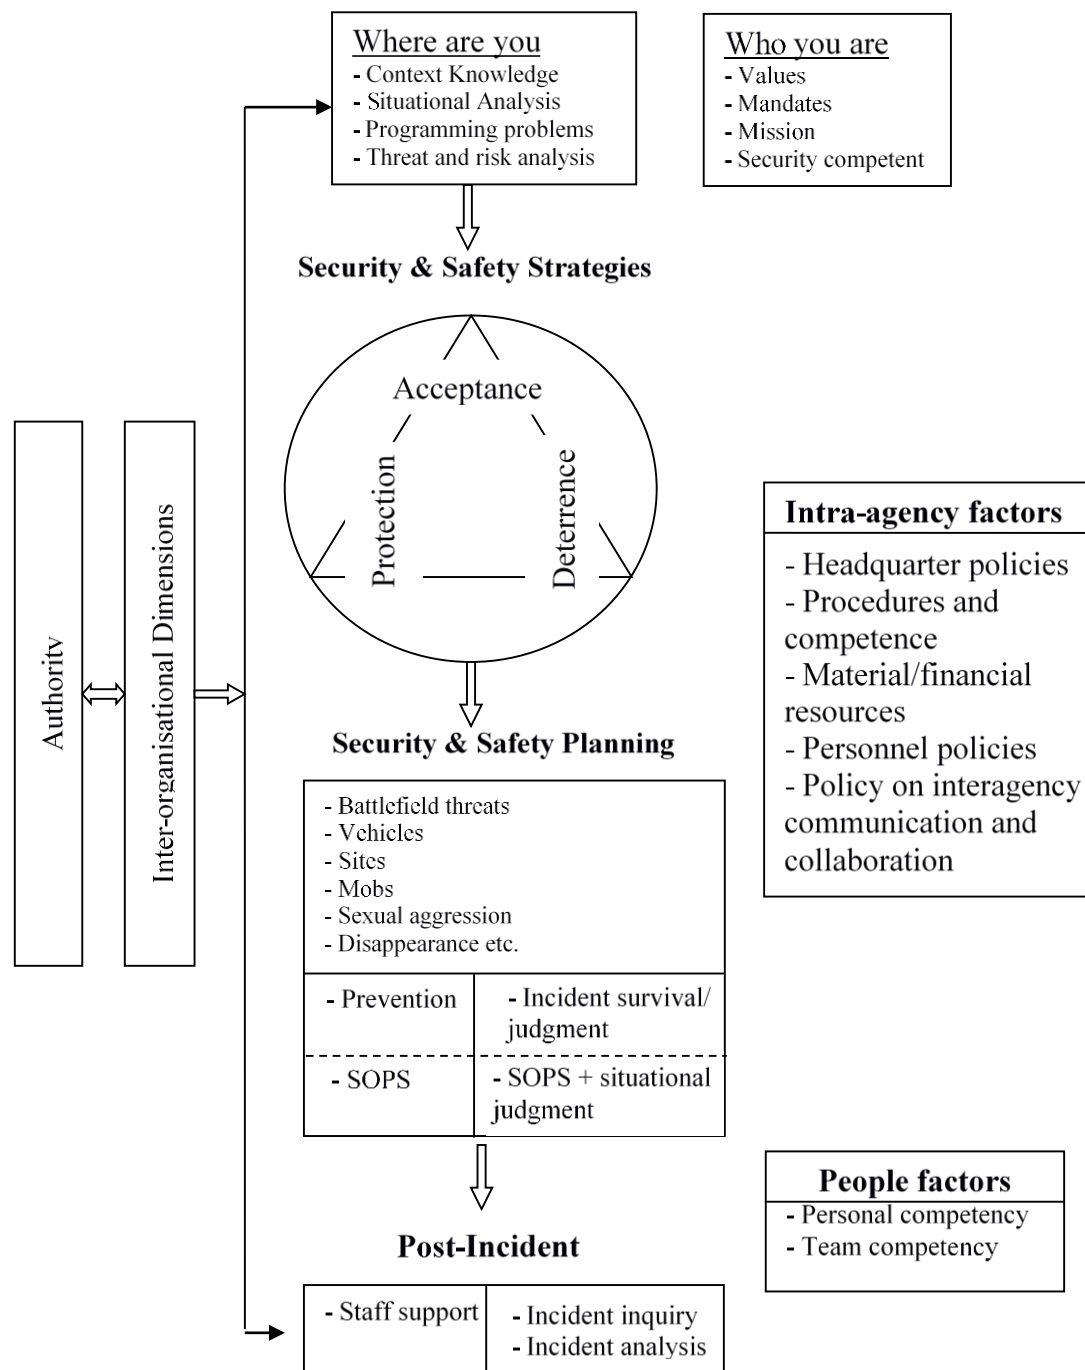 Where are you
- Context Knowledge
- Situational Analysis
- Programming problems
- Threat and risk analysis
Who you are
- Values
- Mandates
- Mission
- Security competent
Security & Safety Strategies
Acceptance
Protection
Deterrence
Authority
Inter-organisational Dimensions
Intra-agency factors
- Headquarter policies
- Procedures and
competence
- Material/financial
resources
- Personnel policies
- Policy on interagency
communication and
collaboration
Security & Safety Planning
- Battlefield threats
- Vehicles
- Sites
- Mobs
- Sexual aggression
- Disappearance etc.
- Prevention
- Incident survival/
judgment
- SOPS
- SOPS + situational
judgment
People factors
- Personal competency
- Team competency
Post-Incident
- Staff support
- Incident inquiry
- Incident analysis